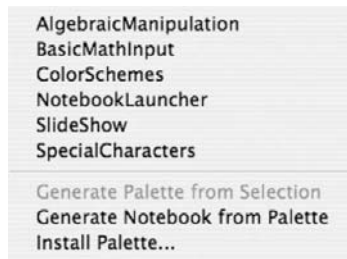 AlgebraicManipulation
BasicMathInput
ColorSchemes
NotebookLauncher
SlideShow
SpecialCharacters
Generate Palette from Selection
Generate Notebook from Palette
Install Palette...